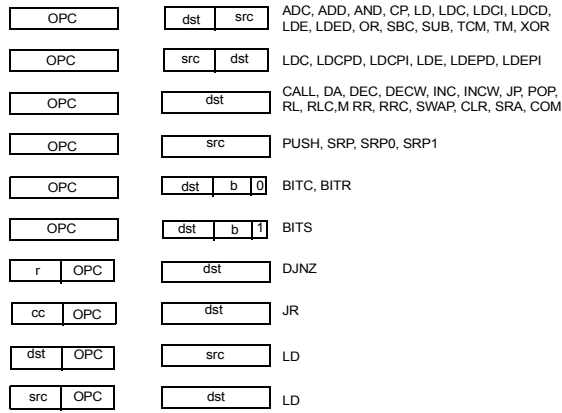 OPC dst src ADC, ADD, AND, CP, LD, LDC, LDCI, LDCD,
LDE, LDED, OR, SBC, SUB, TCM, TM, XOR
OPC src dst LDC, LDCPD, LDCPI, LDE, LDEPD, LDEPI
OPC dst CALL, DA, DEC, DECW, INC, INCW, JP, POP,
RL, RLC,M RR, RRC, SWAP, CLR, SRA, COM
OPC src PUSH, SRP, SRP0, SRP1
OPC dst b 0 BITC, BITR
OPC dst b 1 BITS
r OPC dst DJNZ
cc OPC dst JR
dst OPC src LD
src OPC dst LD